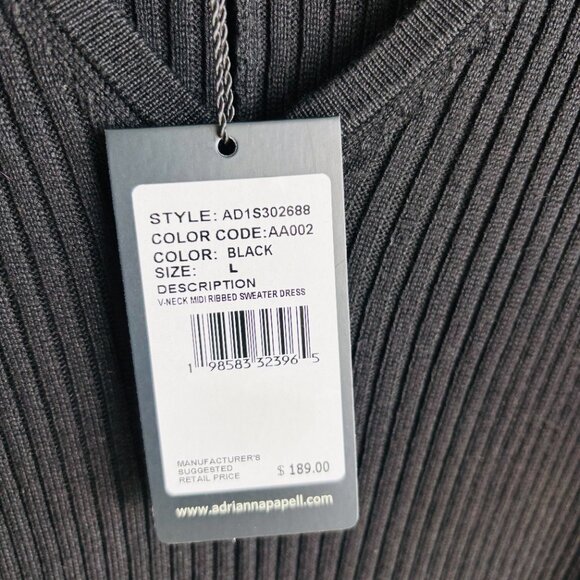 STYLE: AD1S302688
COLOR CODE:AA002
COLOR: BLACK
SIZE: L
DESCRIPTION
V-NECK MIDI RIBBED SWEATER DRESS
1 98583 32396 5
MANUFACTURER'S
SUGGESTED
RETAIL PRICE
$ 189.00
www.adriannapapell.com